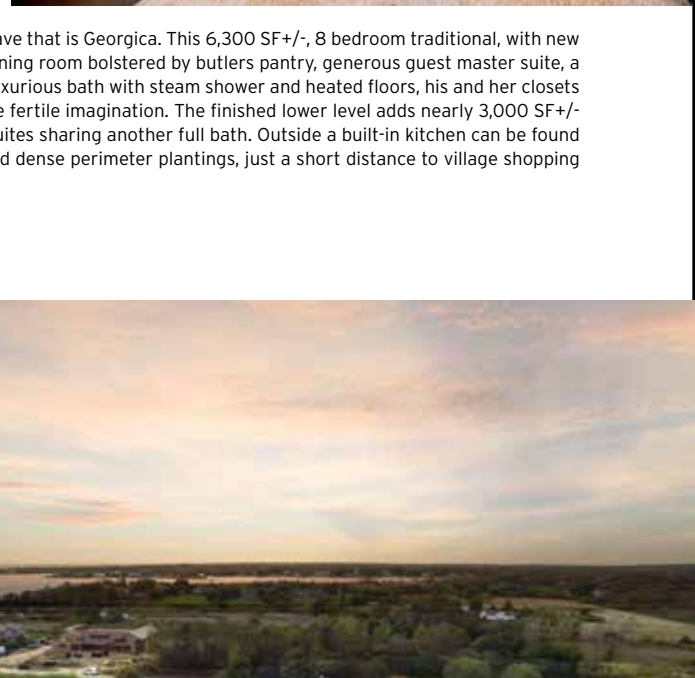 ave that is Georgica. This 6,300 SF+/-, 8 bedroom traditional, with new
ning room bolstered by butlers pantry, generous guest master suite, a
xurious bath with steam shower and heated floors, his and her closets
e fertile imagination. The finished lower level adds nearly 3,000 SF+/-
uites sharing another full bath. Outside a built-in kitchen can be found
d dense perimeter plantings, just a short distance to village shopping